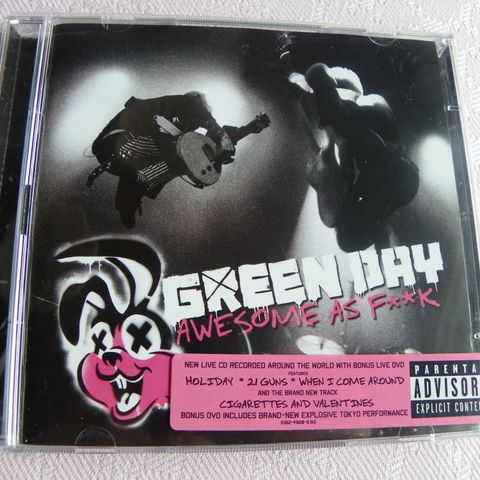 GREEN DAY
AWESOME AS F**K
NEW LIVE CD RECORDED AROUND THE WORLD WITH BONUS LIVE DVD
FEATURES
HOLIDAY * 21 GUNS * WHEN I COME AROUND
AND THE BRAND NEW TRACK
CIGARETTES AND VALENTINES
BONUS DVD INCLUDES BRAND-NEW EXPLOSIVE TOKYO PERFORMANCE
PARENTA
ADVISOR
EXPLICIT CONTE